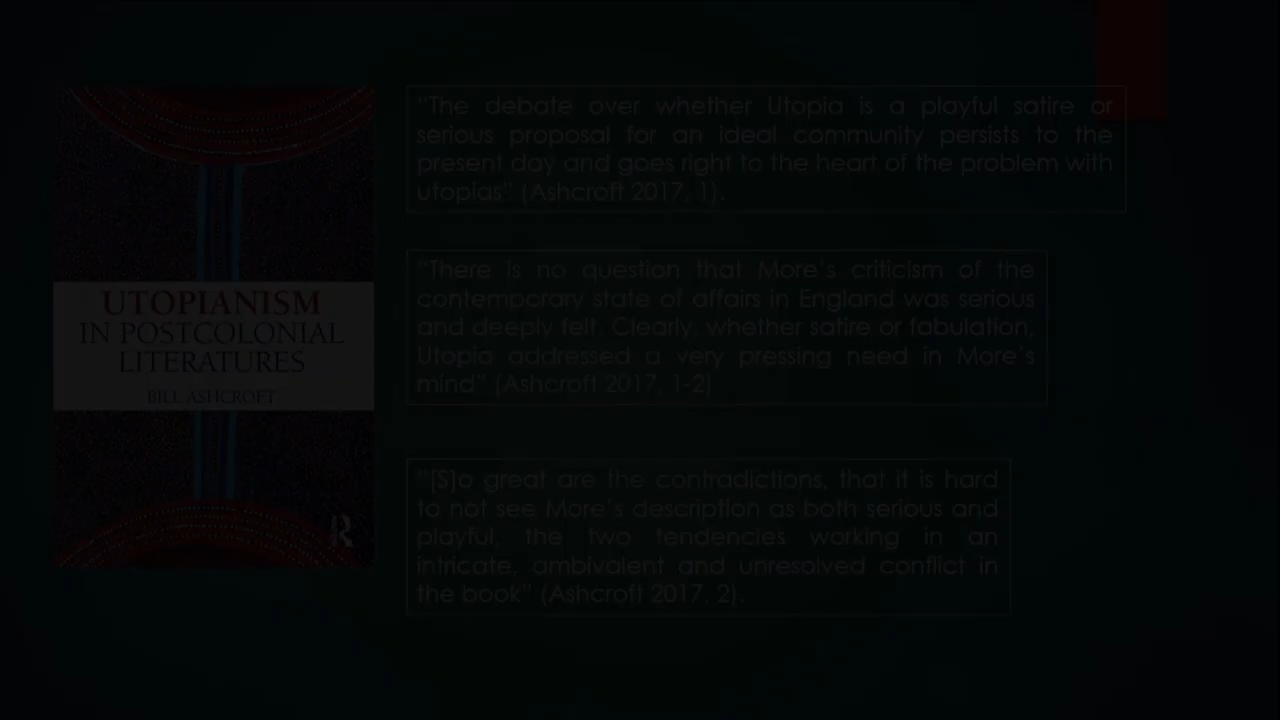 UTOPIANISM
IN POSTCOLONIAL
LITERATURES
BILL ASHCROFT
R
"The debate over whether Utopia is a playful satire or
serious proposal for an ideal community persists to the
present day and goes right to the heart of the problem with
utopias" (Ashcroft 2017, 1).
"There is no question that More's criticism of the
contemporary state of affairs in England was serious
and deeply felt. Clearly, whether satire or fabulation,
Utopia addressed a very pressing need in More's
mind" (Ashcroft 2017, 1-2)
"[S]o great are the contradictions, that it is hard
to not see More's description as both serious and
playful, the two tendencies working in an
intricate, ambivalent and unresolved conflict in
the book" (Ashcroft 2017, 2).